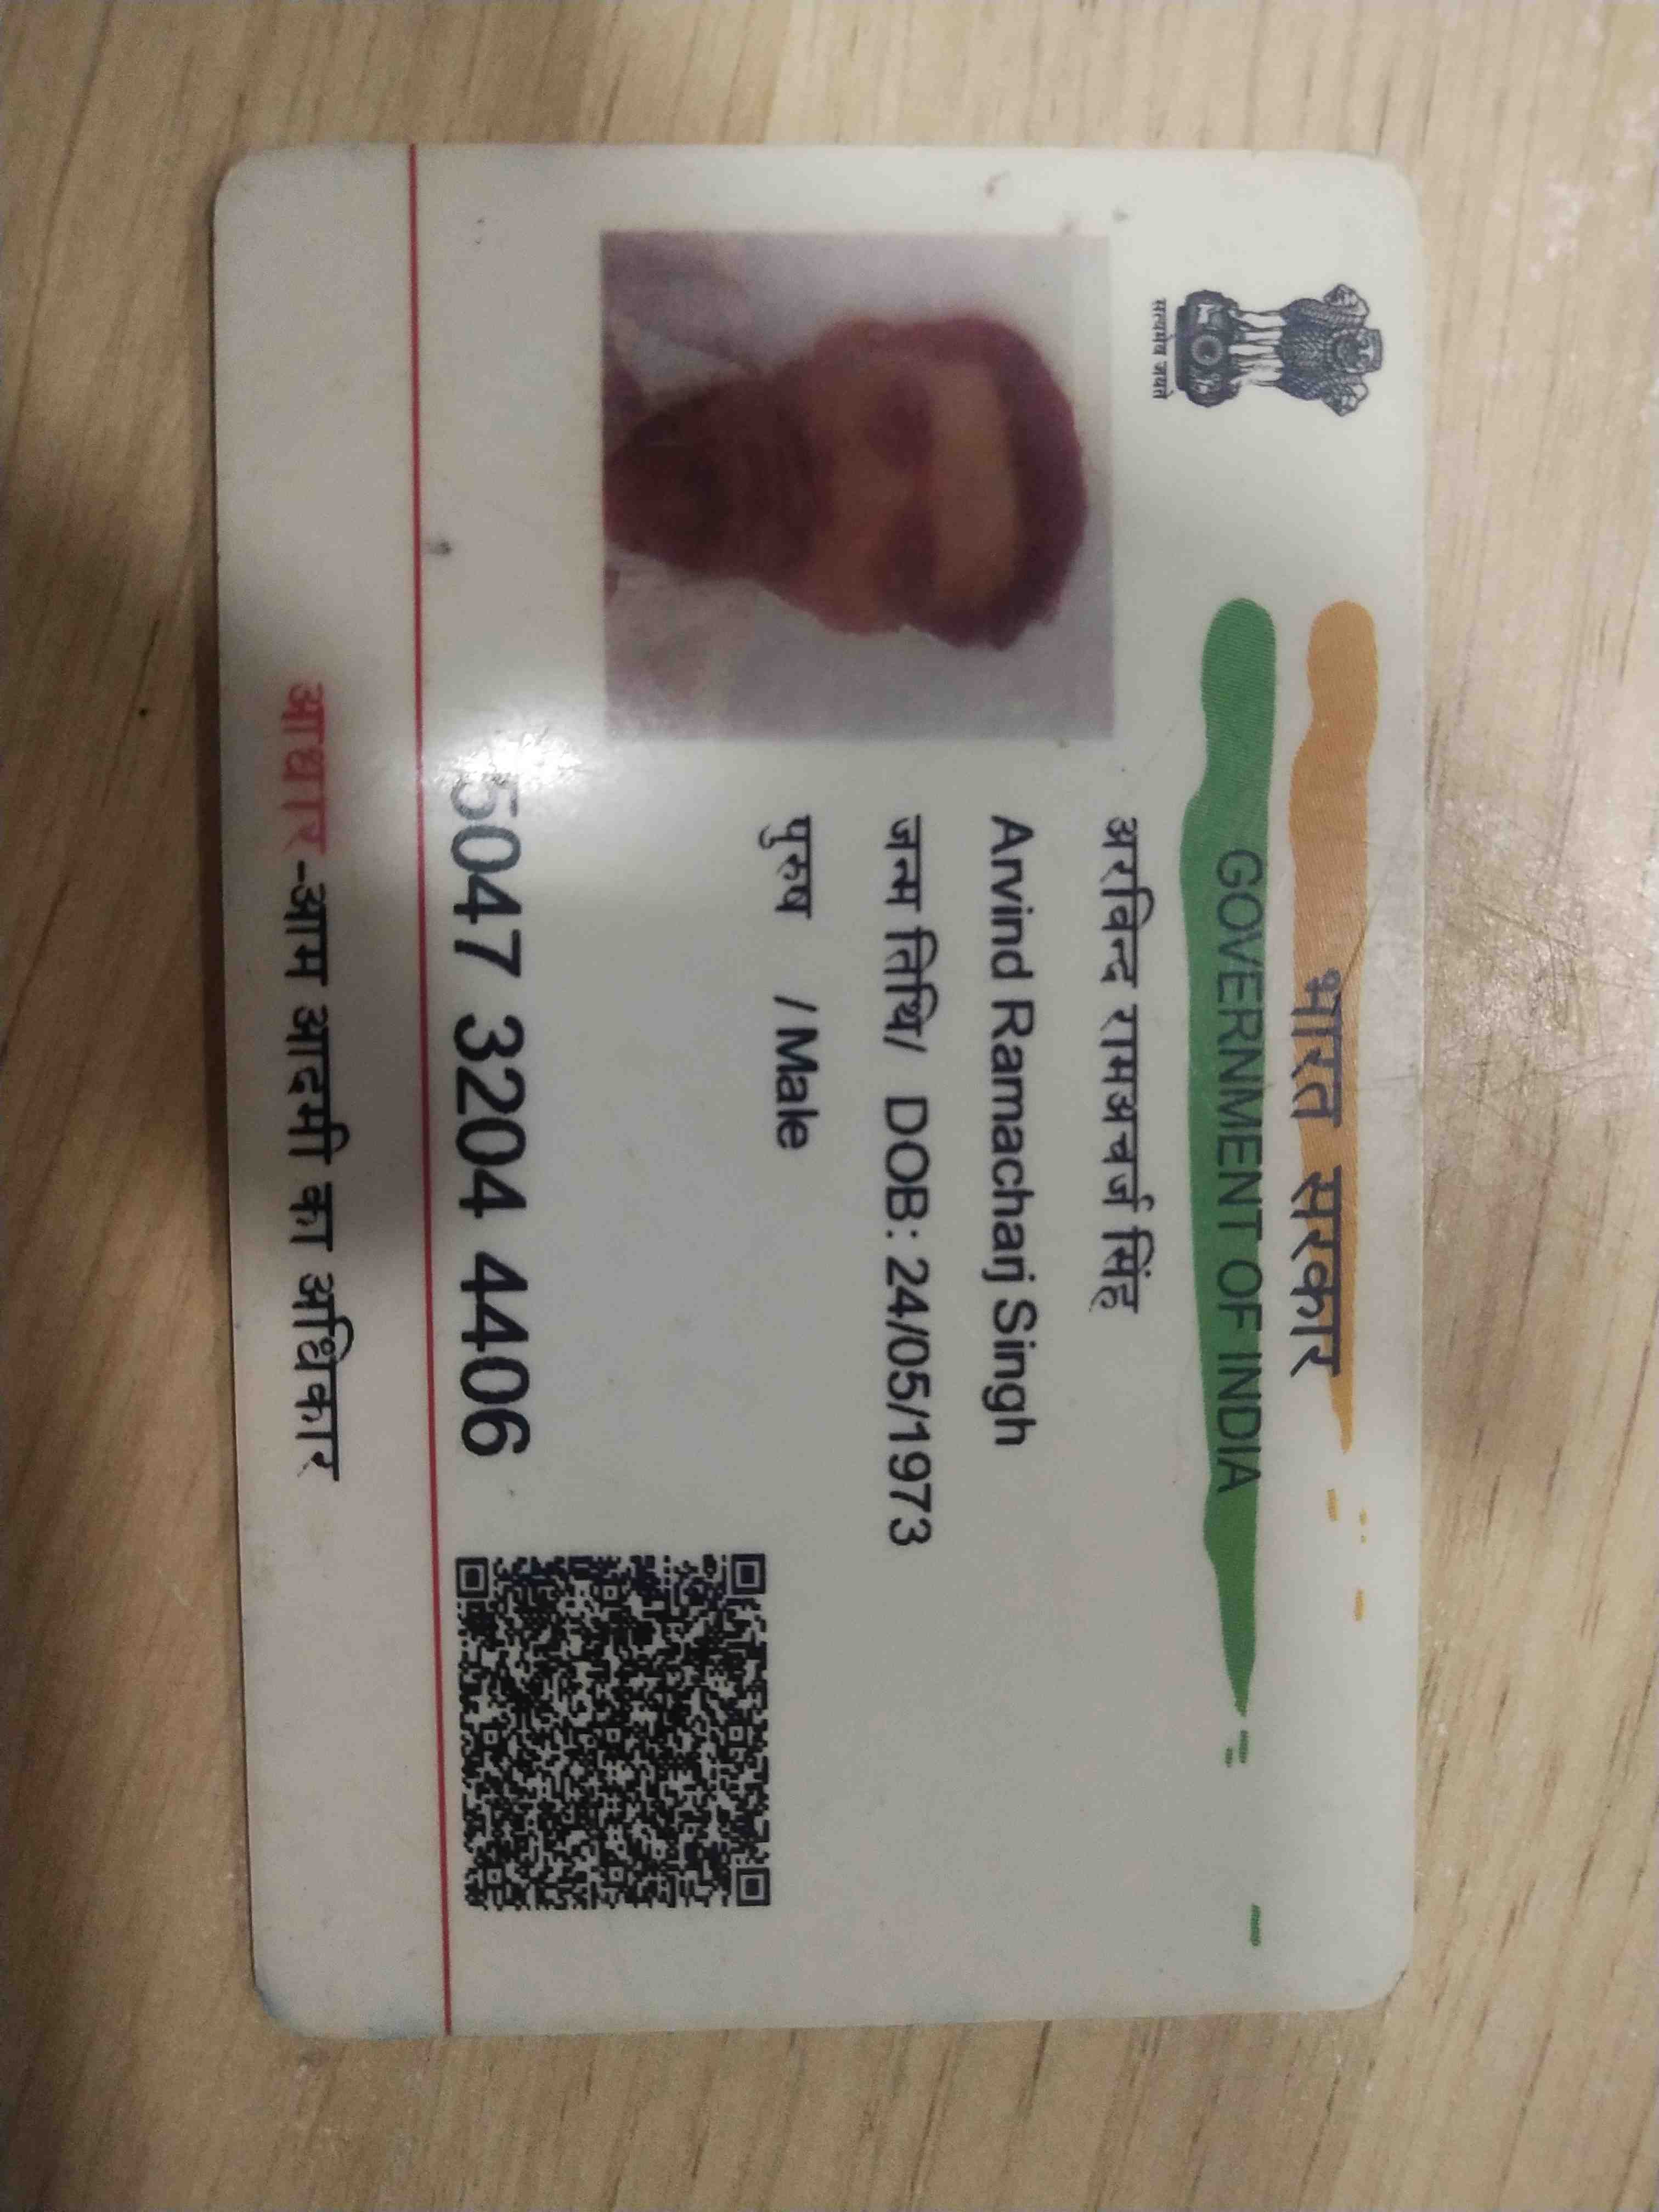 भारत सरकार
GOVERNMENT OF INDIA
सत्यमेव जयते
अरविन्द रामअचर्ज सिंह
Arvind Ramacharj Singh
जन्म तिथि/ DOB: 24/05/1973
पुरुष / Male
5047 3204 4406
आधार-आम आदमी का अधिकार